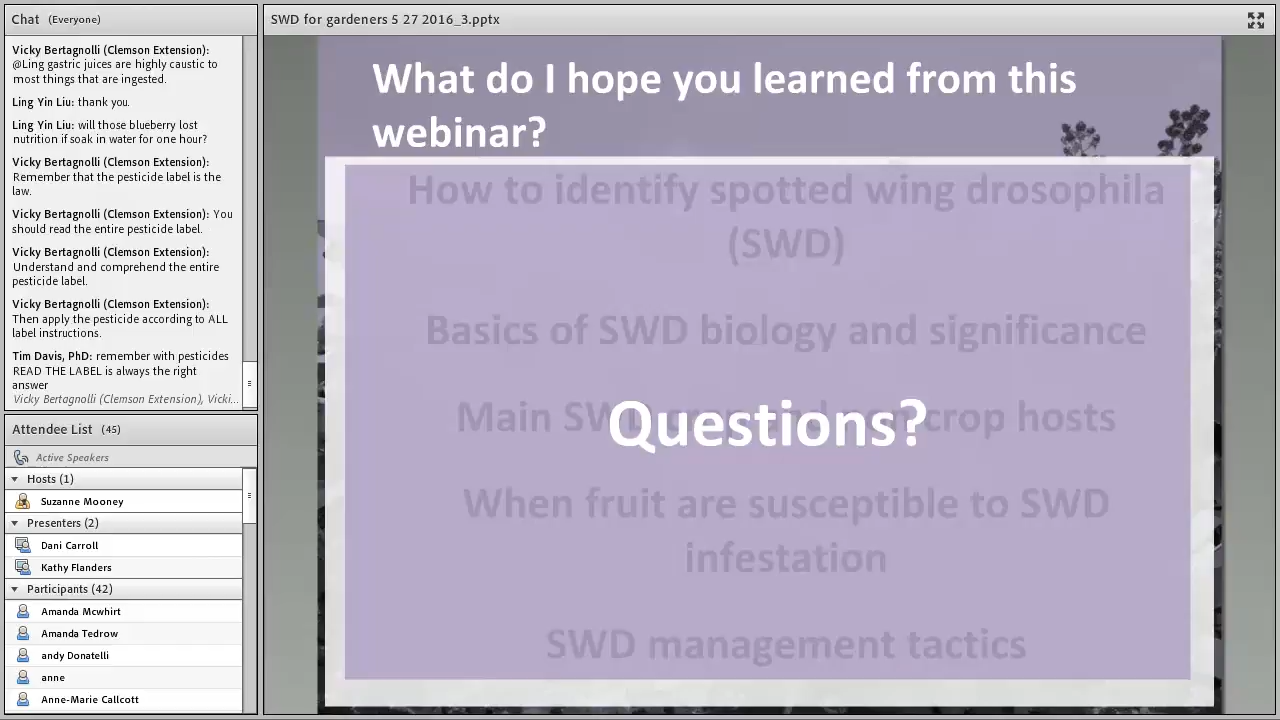 Chat (Everyone)
Vicky Bertagnolli (Clemson Extension):
@Ling gastric juices are highly caustic to
most things that are ingested.
Ling Yin Liu: thank you.
Ling Yin Liu: will those blueberry lost
nutrition if soak in water for one hour?
Vicky Bertagnolli (Clemson Extension):
Remember that the pesticide label is the
law.
Vicky Bertagnolli (Clemson Extension): You
should read the entire pesticide label.
Vicky Bertagnolli (Clemson Extension):
Understand and comprehend the entire
pesticide label.
Vicky Bertagnolli (Clemson Extension):
Then apply the pesticide according to ALL
label instructions.
Tim Davis, PhD: remember with pesticides
READ THE LABEL is always the right
answer
Vicky Bertagnolli (Clemson Extension), Vicki...
Attendee List (45)
Active Speakers
Hosts (1)
Suzanne Mooney
Presenters (2)
Dani Carroll
Kathy Flanders
Participants (42)
Amanda Mcwhirt
Amanda Tedrow
andy Donatelli
anne
Anne-Marie Callcott
SWD for gardeners 5 27 2016_3.pptx
What do I hope you learned from this
webinar?
How to identify spotted wing drosophila
(SWD)
Basics of SWD biology and significance
Main SWD crop hosts
Questions?
When fruit are susceptible to SWD
infestation
SWD management tactics